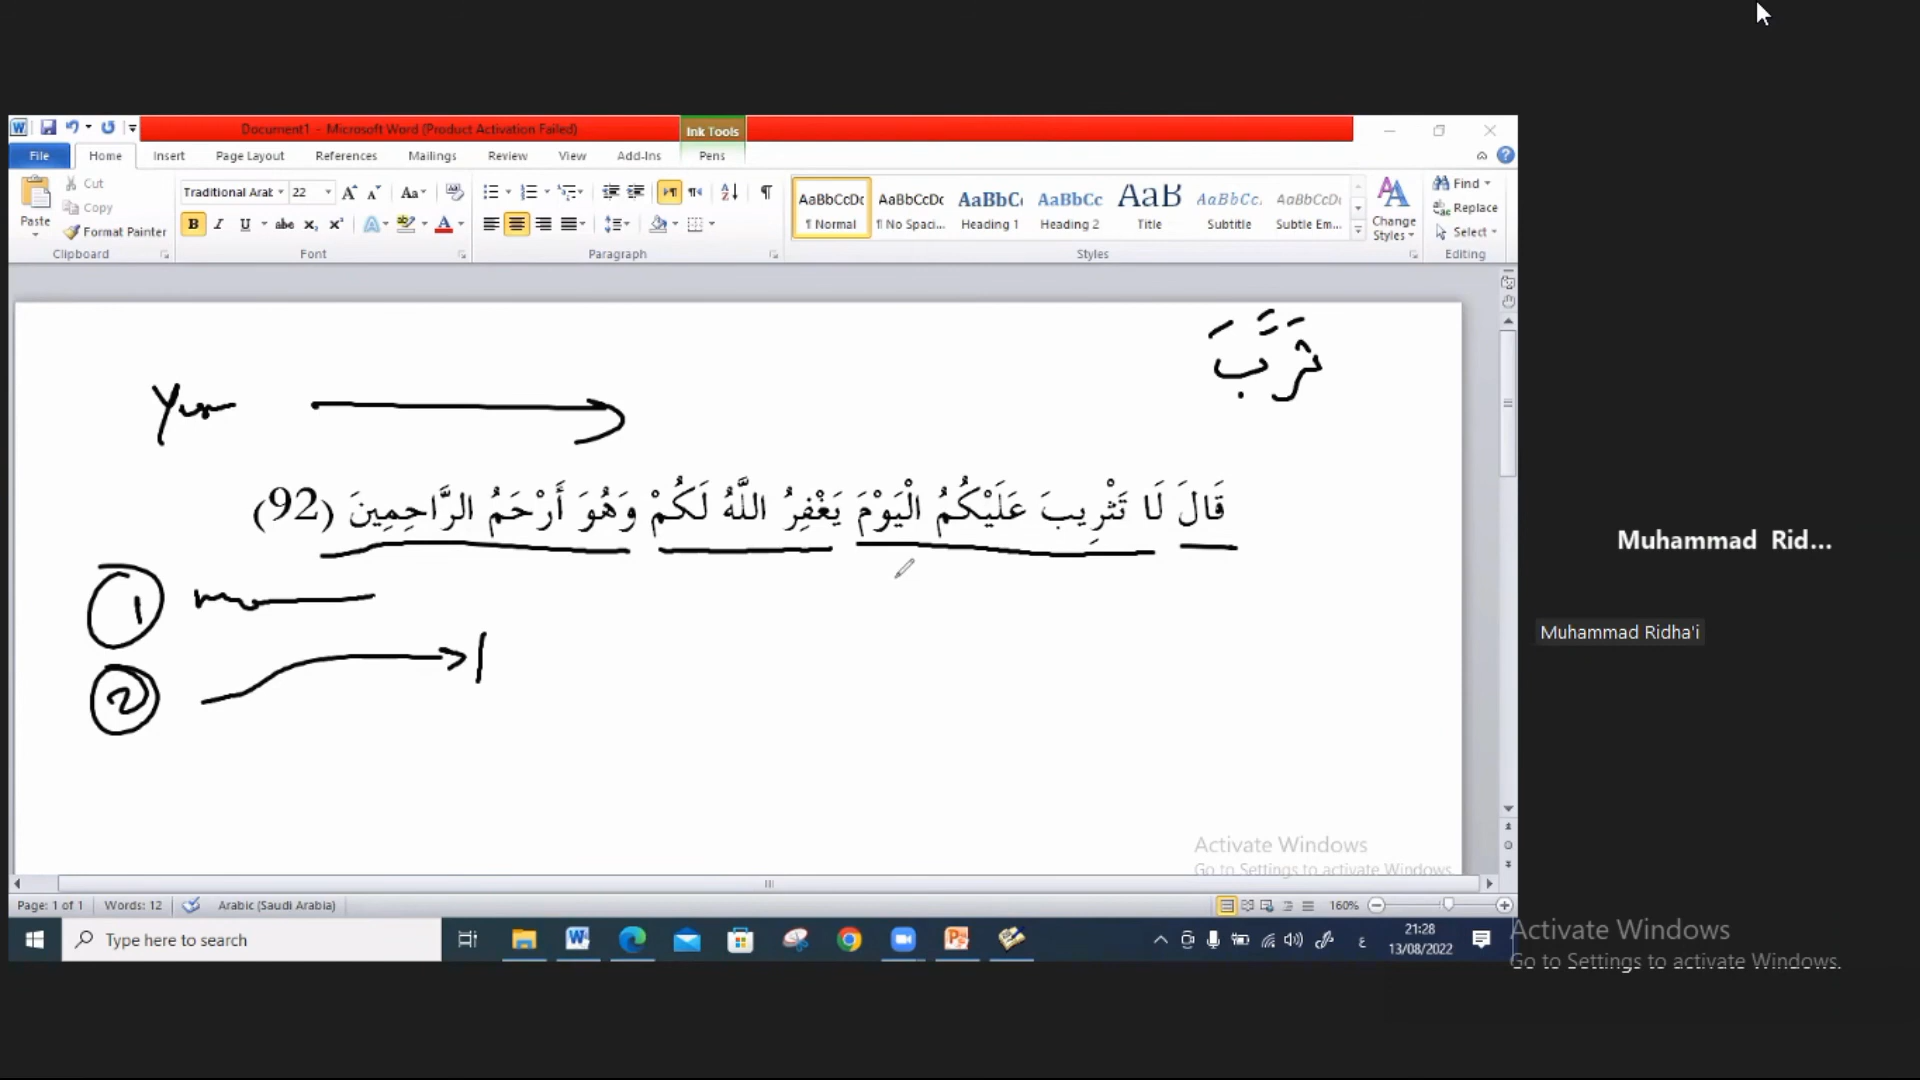 Document1 - Microsoft Word (Product Activation Failed)
Ink Tools
File Home Insert Page Layout References Mailings Review View Add-Ins Pens
Cut
Copy
Format Painter
Paste
Traditional Arat 22
AaBbCcDc AaBbCcDc AaBbC( AaBbCc AaB AaBbCc. AaBbCcDi
¶ Normal ¶ No Spaci... Heading 1 Heading 2 Title Subtitle Subtle Em...
Change Styles
Find
Replace
Select
Clipboard Font Paragraph Styles Editing
ثَرَّبَ
قَالَ لَا تَثْرِيبَ عَلَيْكُمُ الْيَوْمَ يَغْفِرُ اللَّهُ لَكُمْ وَهُوَ أَرْحَمُ الرَّاحِمِينَ (92)
1
2
Muhammad Rid...
Muhammad Ridha'i
Activate Windows
Go to Settings to activate Windows.
Page: 1 of 1 Words: 12 Arabic (Saudi Arabia) 160%
Type here to search
ع
21:28
13/08/2022
Activate Windows
Go to Settings to activate Windows.